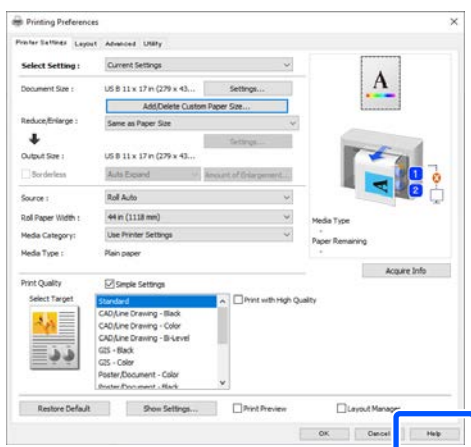 Printing Preferences
Printer Settings Layout Advanced Utility
Select Setting : Current Settings
Document Size : US B 11 x 17 in (279 x 43... Settings...
Add/Delete Custom Paper Size...
Reduce/Enlarge : Same as Paper Size
Settings...
Output Size : US B 11 x 17 in (279 x 43...
Borderless Auto Expand Amount of Enlargement...
Source : Roll Auto
Roll Paper Width : 44 in (1118 mm)
Media Category: Use Printer Settings
Media Type : Plain paper
A
1
2
Media Type
-
Paper Remaining
-
Acquire Info
Print Quality Simple Settings
Select Target
Standard
CAD/Line Drawing - Black
CAD/Line Drawing - Color
CAD/Line Drawing - Bi-Level
GIS - Black
GIS - Color
Poster/Document - Color
Poster/Document - Black
Print with High Quality
Restore Default Show Settings... Print Preview Layout Manager
OK Cancel Help